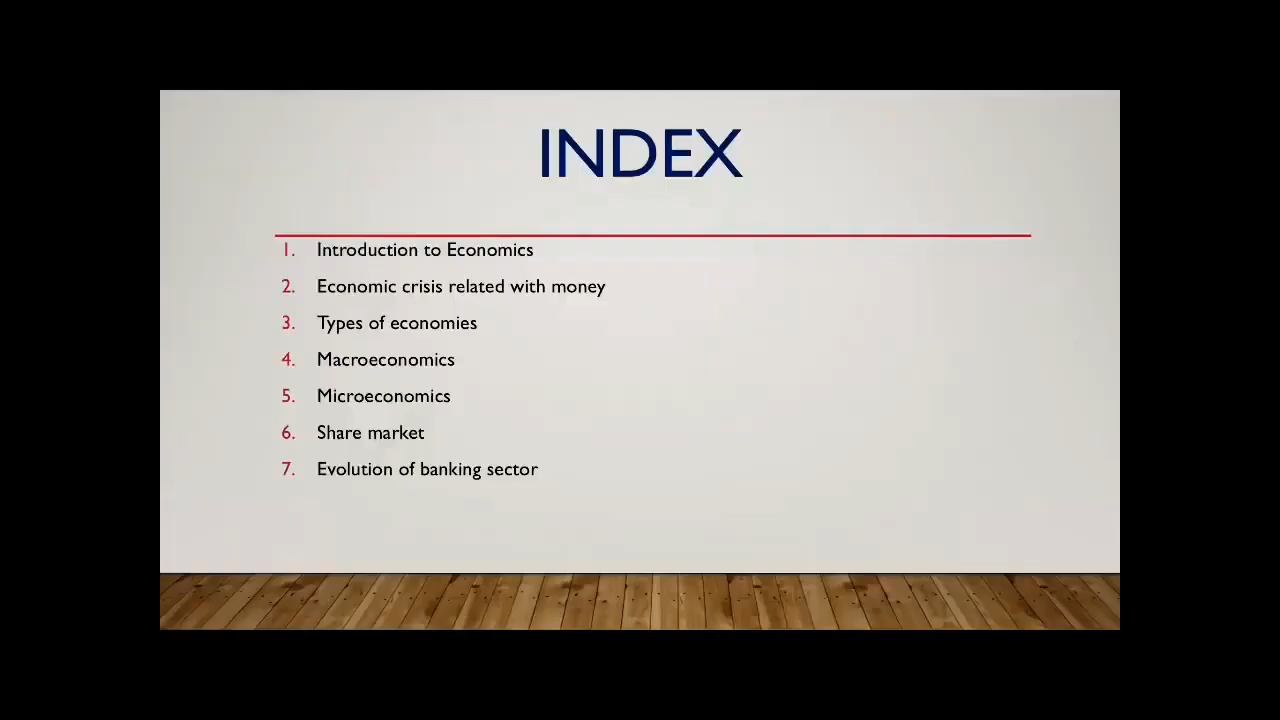 INDEX
1. Introduction to Economics
2. Economic crisis related with money
3. Types of economies
4. Macroeconomics
5. Microeconomics
6. Share market
7. Evolution of banking sector